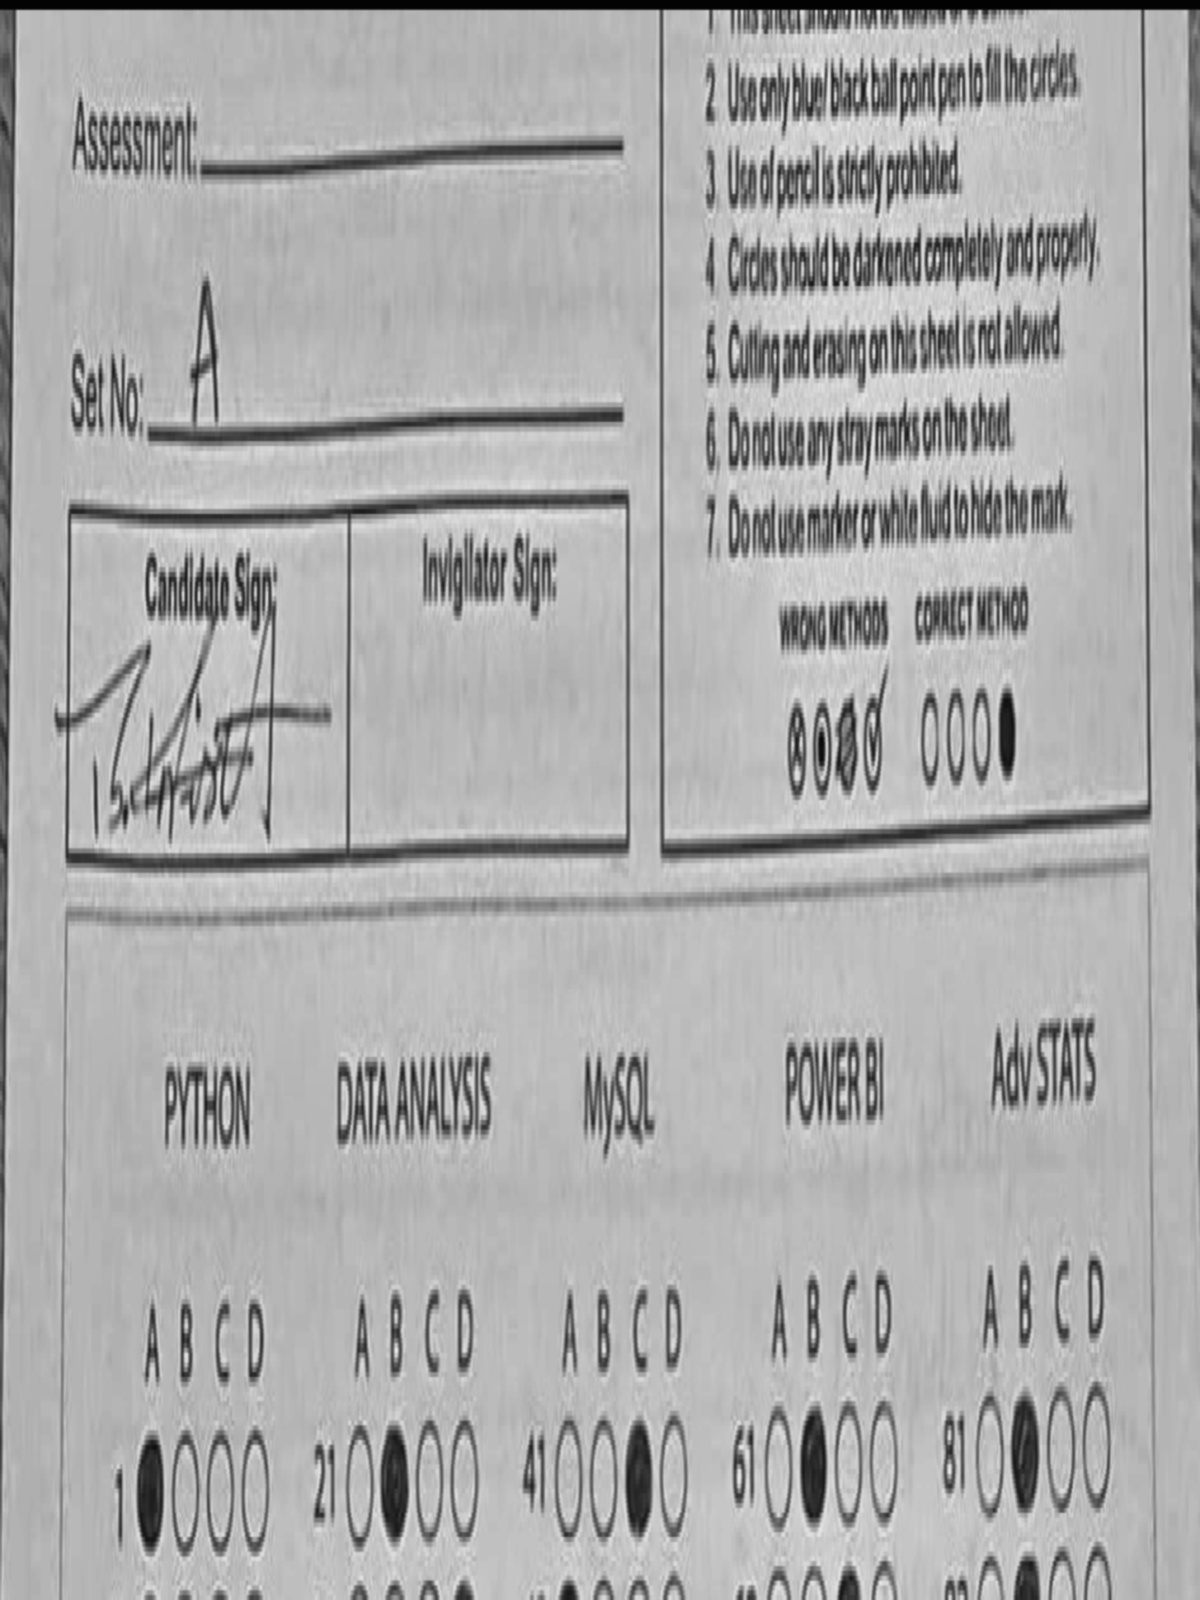 Assessment:
Set No: A
Candidate Sign:
Invigilator Sign:
2. Use only blue/ black ball point pen to fill the circles.
3. Use of pencil is strictly prohibited.
4. Circles should be darkened completely and properly.
5. Cutting and erasing on this sheet is not allowed.
6. Do not use any stray marks on the sheet.
7. Do not use marker or white fluid to hide the mark.
WRONG METHODS CORRECT METHOD
PYTHON DATA ANALYSIS MySQL POWER BI Adv STATS
A B C D A B C D A B C D A B C D A B C D
1 21 41 61 81